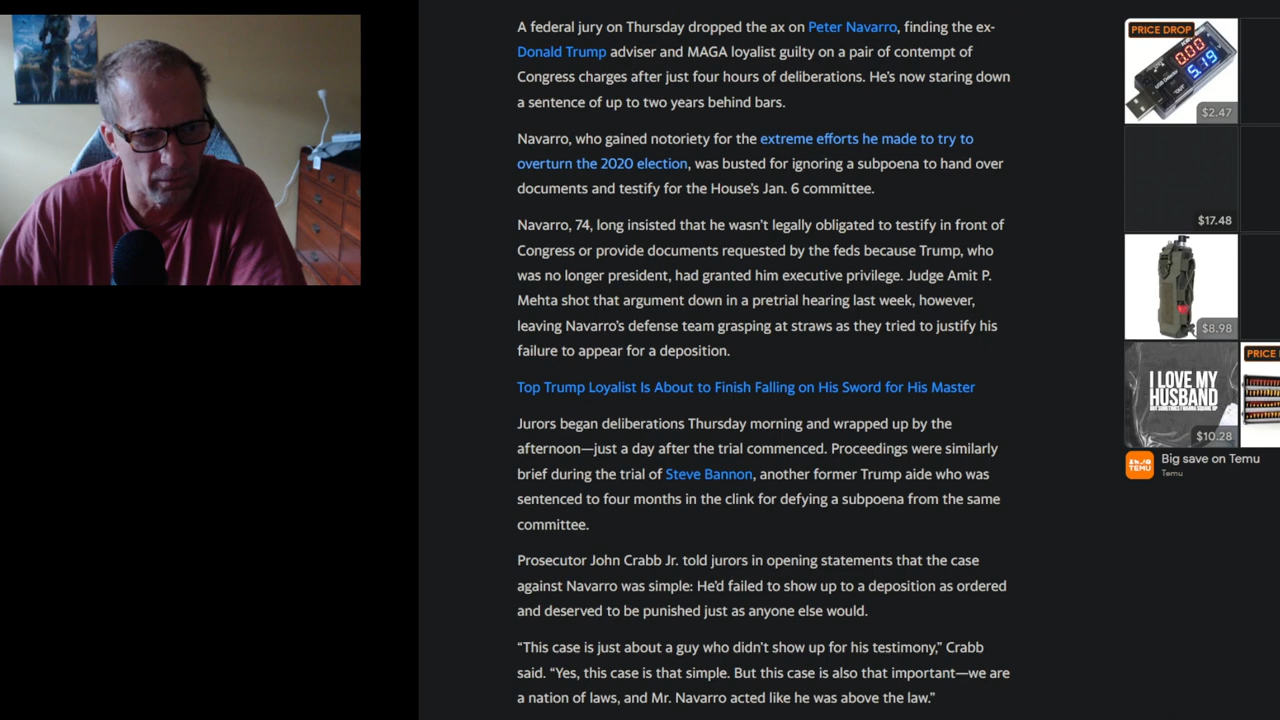 A federal jury on Thursday dropped the ax on Peter Navarro, finding the ex-
Donald Trump adviser and MAGA loyalist guilty on a pair of contempt of
Congress charges after just four hours of deliberations. He's now staring down
a sentence of up to two years behind bars.
Navarro, who gained notoriety for the extreme efforts he made to try to
overturn the 2020 election, was busted for ignoring a subpoena to hand over
documents and testify for the House's Jan. 6 committee.
Navarro, 74, long insisted that he wasn't legally obligated to testify in front of
Congress or provide documents requested by the feds because Trump, who
was no longer president, had granted him executive privilege. Judge Amit P.
Mehta shot that argument down in a pretrial hearing last week, however,
leaving Navarro's defense team grasping at straws as they tried to justify his
failure to appear for a deposition.
Top Trump Loyalist Is About to Finish Falling on His Sword for His Master
Jurors began deliberations Thursday morning and wrapped up by the
afternoon—just a day after the trial commenced. Proceedings were similarly
brief during the trial of Steve Bannon, another former Trump aide who was
sentenced to four months in the clink for defying a subpoena from the same
committee.
Prosecutor John Crabb Jr. told jurors in opening statements that the case
against Navarro was simple: He'd failed to show up to a deposition as ordered
and deserved to be punished just as anyone else would.
“This case is just about a guy who didn't show up for his testimony,” Crabb
said. “Yes, this case is that simple. But this case is also that important—we are
a nation of laws, and Mr. Navarro acted like he was above the law.”
PRICE DROP
0.00
5.19
$2.47
$17.48
$8.98
PRICE
I LOVE MY
HUSBAND
$10.28
TEMU
Big save on Temu
Temu